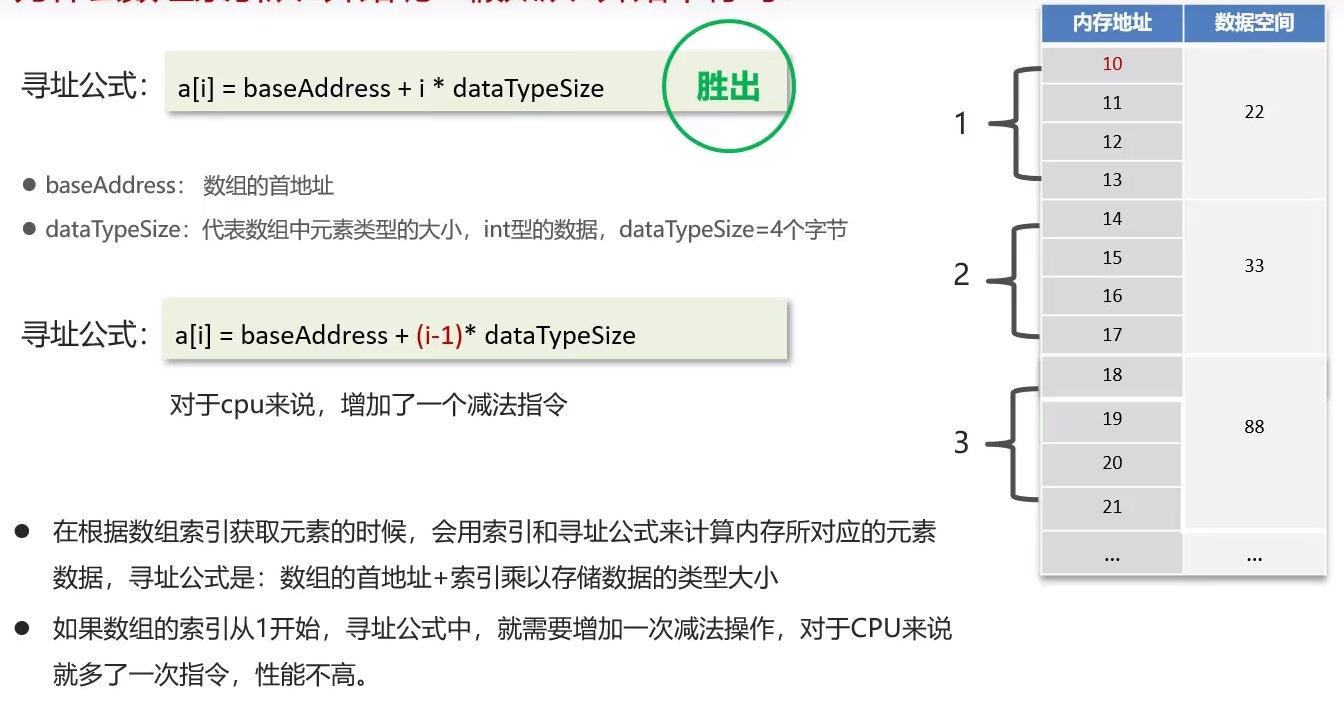 寻址公式：
a[i] = baseAddress + i * dataTypeSize
胜出
baseAddress： 数组的首地址
dataTypeSize：代表数组中元素类型的大小，int型的数据，dataTypeSize=4个字节
寻址公式：
a[i] = baseAddress + (i-1)* dataTypeSize
对于cpu来说，增加了一个减法指令
在根据数组索引获取元素的时候，会用索引和寻址公式来计算内存所对应的元素
数据，寻址公式是：数组的首地址+索引乘以存储数据的类型大小
如果数组的索引从1开始，寻址公式中，就需要增加一次减法操作，对于CPU来说
就多了一次指令，性能不高。
内存地址 数据空间
10
11
22
1
12
13
14
15
33
2
16
17
18
19
88
3
20
21
... ...